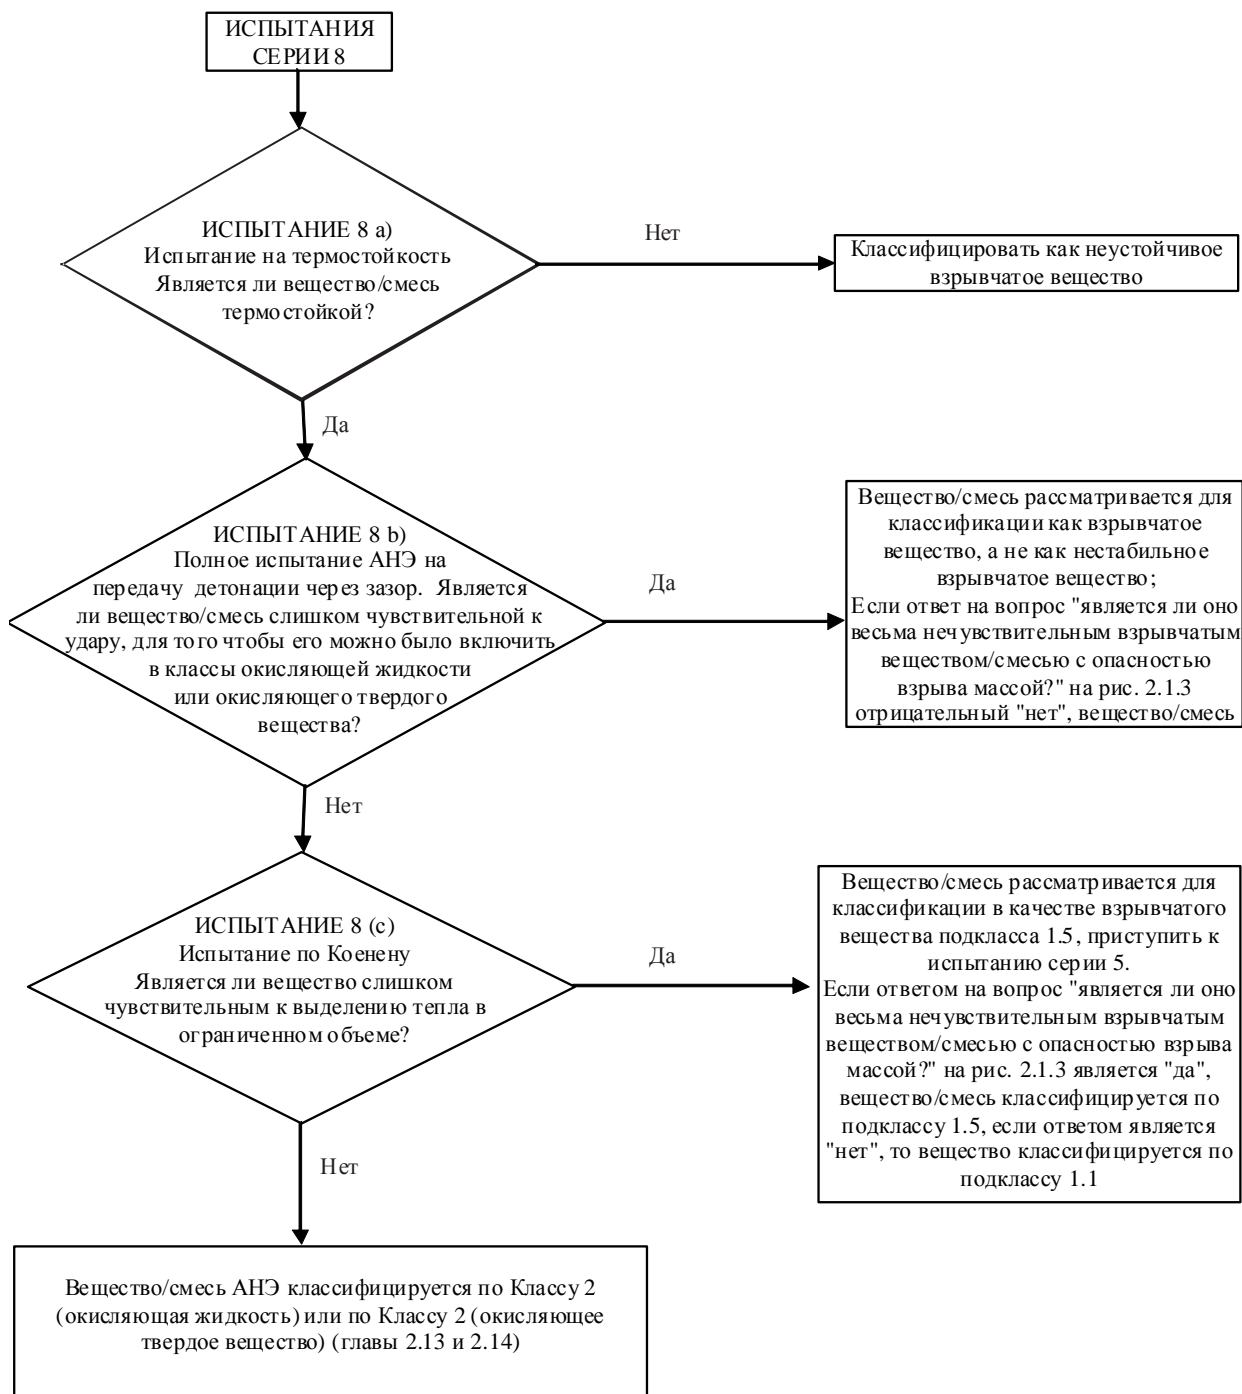 ИСПЫТАНИЯ
СЕРИИ 8
ИСПЫТАНИЕ 8 a)
Испытание на термостойкость
Является ли вещество/смесь
термостойкой?
Нет
Классифицировать как неустойчивое
взрывчатое вещество
Да
ИСПЫТАНИЕ 8 b)
Полное испытание АНЭ на
передачу детонации через зазор. Является
ли вещество/смесь слишком чувствительной к
удару, для того чтобы его можно было включить
в классы окисляющей жидкости
или окисляющего твердого
вещества?
Да
Вещество/смесь рассматривается для
классификации как взрывчатое
вещество, а не как нестабильное
взрывчатое вещество;
Если ответ на вопрос "является ли оно
весьма нечувствительным взрывчатым
веществом/смесью с опасностью
взрыва массой?" на рис. 2.1.3
отрицательный "нет", вещество/смесь
Нет
ИСПЫТАНИЕ 8 (c)
Испытание по Коенену
Является ли вещество слишком
чувствительным к выделению тепла в
ограниченном объеме?
Да
Вещество/смесь рассматривается для
классификации в качестве взрывчатого
вещества подкласса 1.5, приступить к
испытанию серии 5.
Если ответом на вопрос "является ли оно
весьма нечувствительным взрывчатым
веществом/смесью с опасностью взрыва
массой?" на рис. 2.1.3 является "да",
вещество/смесь классифицируется по
подклассу 1.5, если ответом является
"нет", то вещество классифицируется по
подклассу 1.1
Нет
Вещество/смесь АНЭ классифицируется по Классу 2
(окисляющая жидкость) или по Классу 2 (окисляющее
твердое вещество) (главы 2.13 и 2.14)